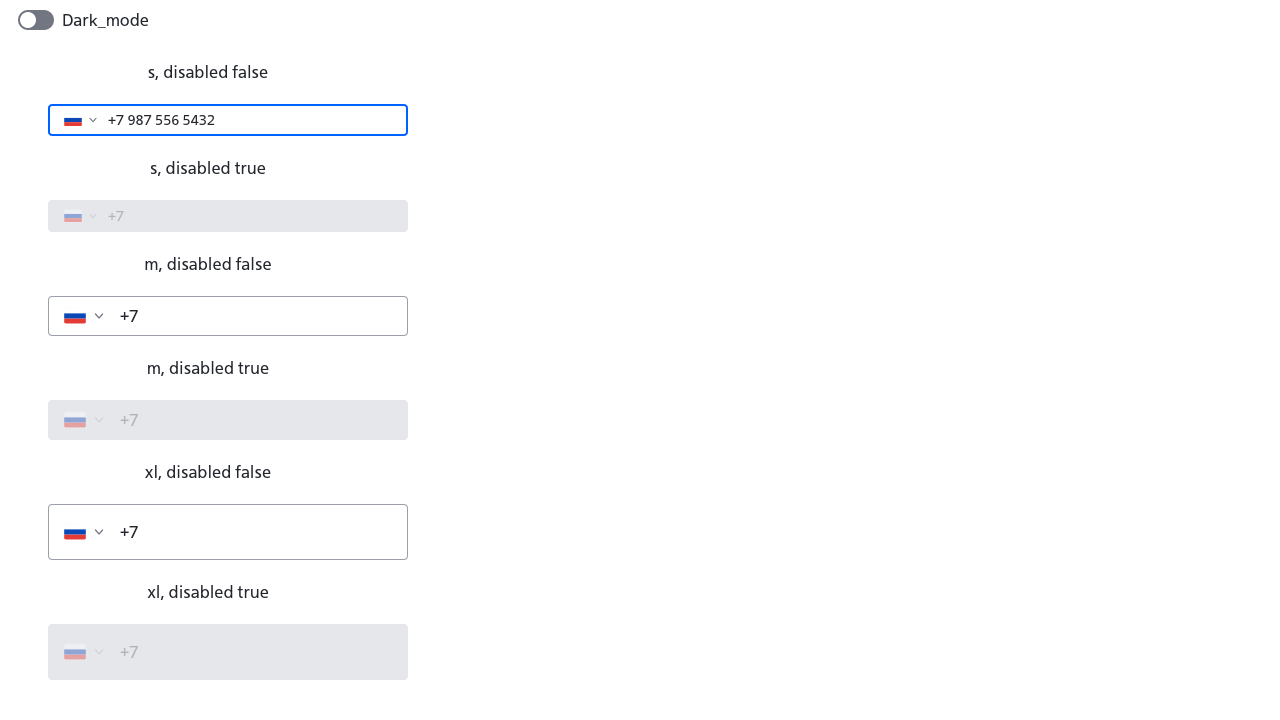 Dark_mode
s, disabled false
+7 987 556 5432
s, disabled true
+7
m, disabled false
+7
m, disabled true
+7
xl, disabled false
+7
xl, disabled true
+7